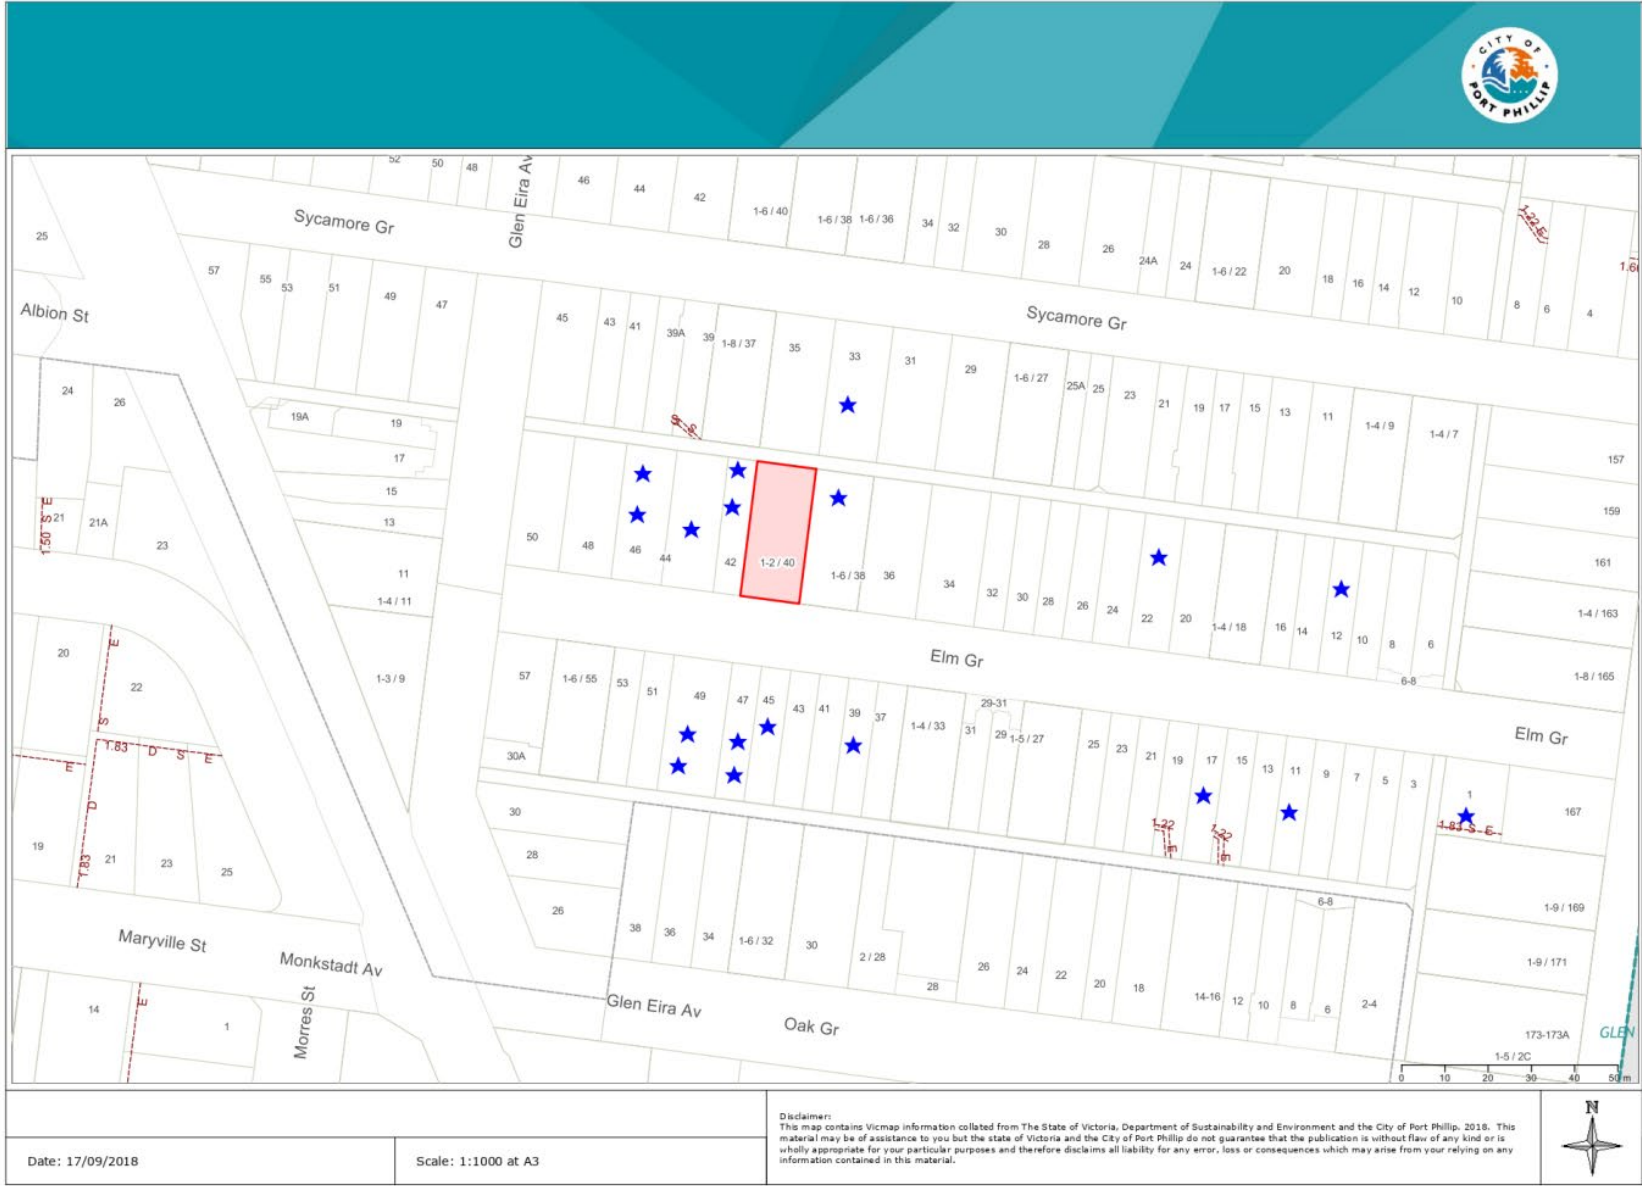 CITY OF
PORT PHILLIP
52 50 48 Glen Eira Av 46 44 42 1-6 / 40 1-6 / 38 1-6 / 36 34 32 30 28 26 24A 24 1-6 / 22 20 18 16 14 12 10 8 6 4
1-22-E
Sycamore Gr
25
57 55 53 51 49 47 45 43 41 39A 39 1-8 / 37 35 33 31 29 1-6 / 27 25A 25 23 21 19 17 15 13 11 1-4 / 9 1-4 / 7
Sycamore Gr
Albion St
24 26 19A 19
17
15
13
11
1-4 / 11
1-3 / 9
157
159
161
1-4 / 163
1-8 / 165
21 21A 23
1.50 S E
50 48 46 44 42 1-2 / 40 1-6 / 38 36 34 32 30 28 26 24 22 20 1-4 / 18 16 14 12 10 8 6
6-8
Elm Gr
Elm Gr
20 22
E
S
1.83 D S E
E
D
1.83
57 1-6 / 55 53 51 49 47 45 43 41 39 37 1-4 / 33 31 29-31 29 1-5 / 27 25 23 21 19 17 15 13 11 9 7 5 3 1 167
30A
1.22 E
1.22 E
1.83 S E
19 21 23 25
30
28
26
38 36 34 1-6 / 32 30 2 / 28 28 26 24 22 20 18 14-16 12 10 8 6 6-8 2-4
1-9 / 169
1-9 / 171
173-173A
1-5 / 2C
GLEN
Maryville St
Monkstadt Av
Morres St
Glen Eira Av
Oak Gr
14 E 1
0 10 20 30 40 50 m
Disclaimer:
This map contains Vicmap information collated from The State of Victoria, Department of Sustainability and Environment and the City of Port Phillip, 2018. This
material may be of assistance to you but the state of Victoria and the City of Port Phillip do not guarantee that the publication is without flaw of any kind or is
wholly appropriate for your particular purposes and therefore disclaims all liability for any error, loss or consequences which may arise from your relying on any
information contained in this material.
N
Date: 17/09/2018
Scale: 1:1000 at A3